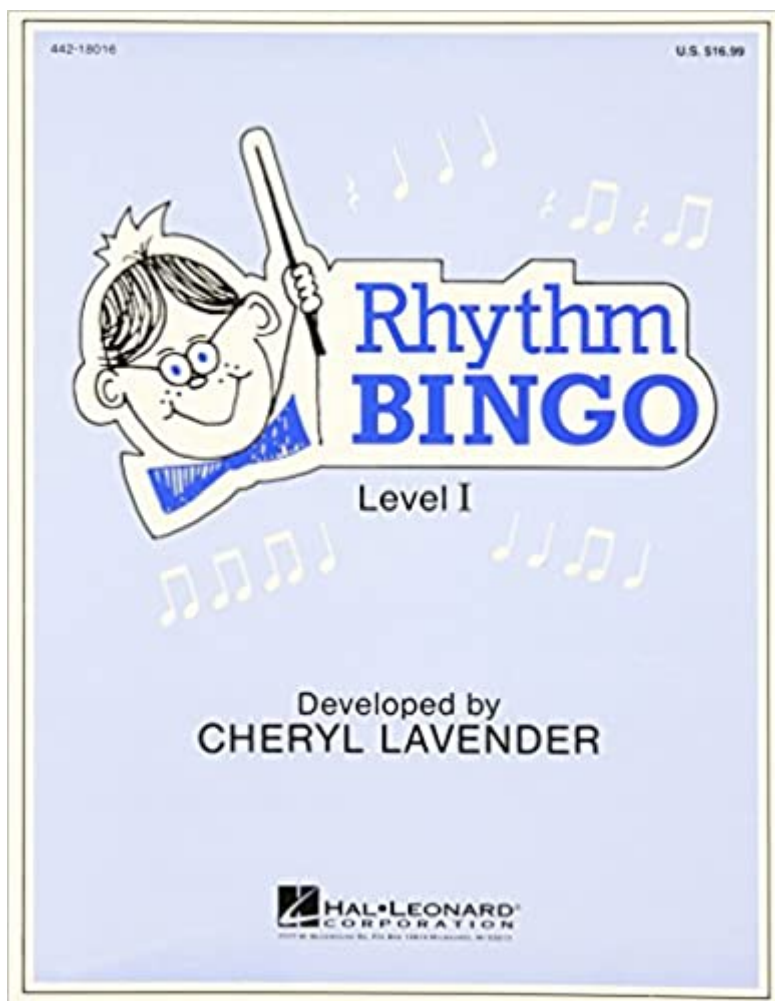 442-18016
U.S. $16.99
Rhythm
BINGO
Level I
Developed by
CHERYL LAVENDER
HAL•LEONARD®
CORPORATION